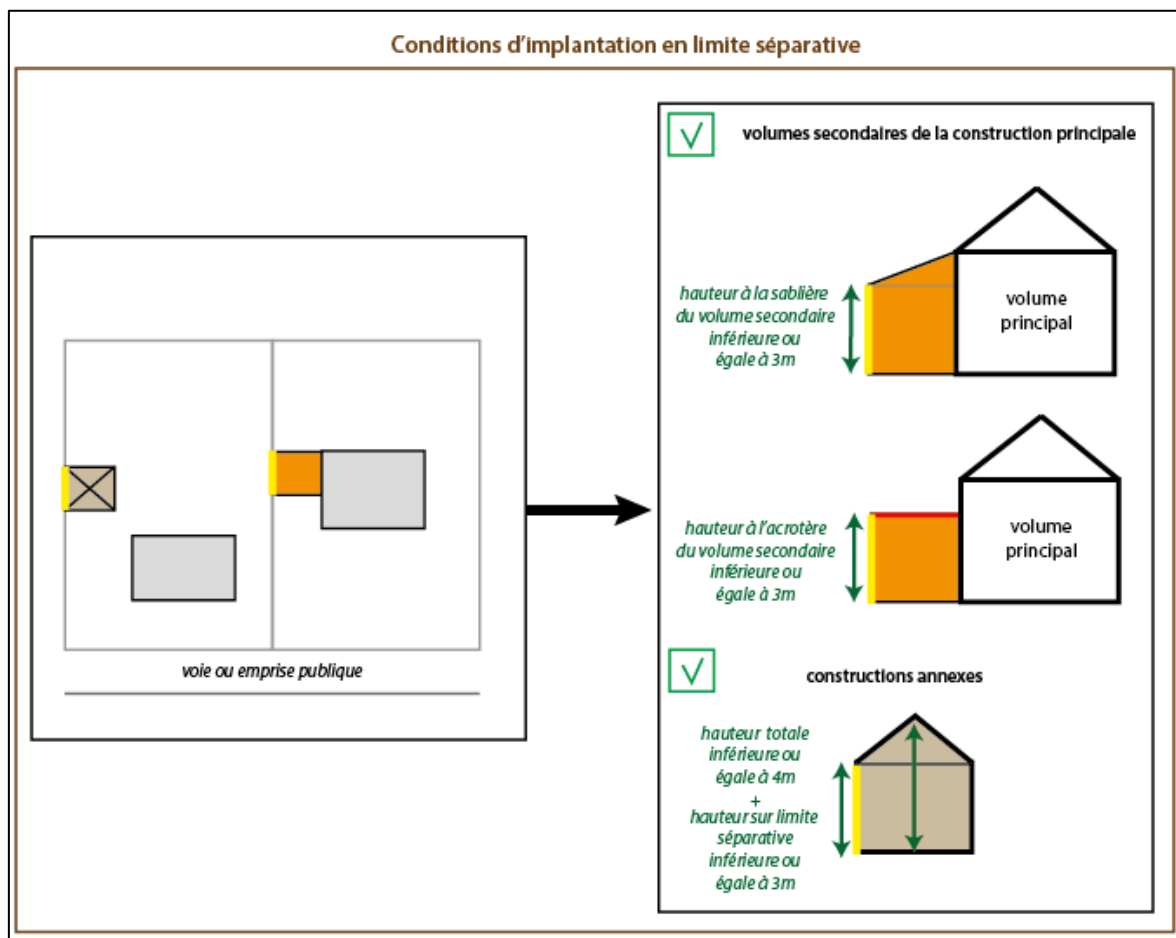 Conditions d'implantation en limite séparative
voie ou emprise publique
volumes secondaires de la construction principale
hauteur à la sablière
du volume secondaire
inférieure ou
égale à 3m
volume
principal
hauteur à l'acrotère
du volume secondaire
inférieure ou
égale à 3m
volume
principal
constructions annexes
hauteur totale
inférieure ou
égale à 4m
+
hauteur sur limite
séparative
inférieure ou
égale à 3m